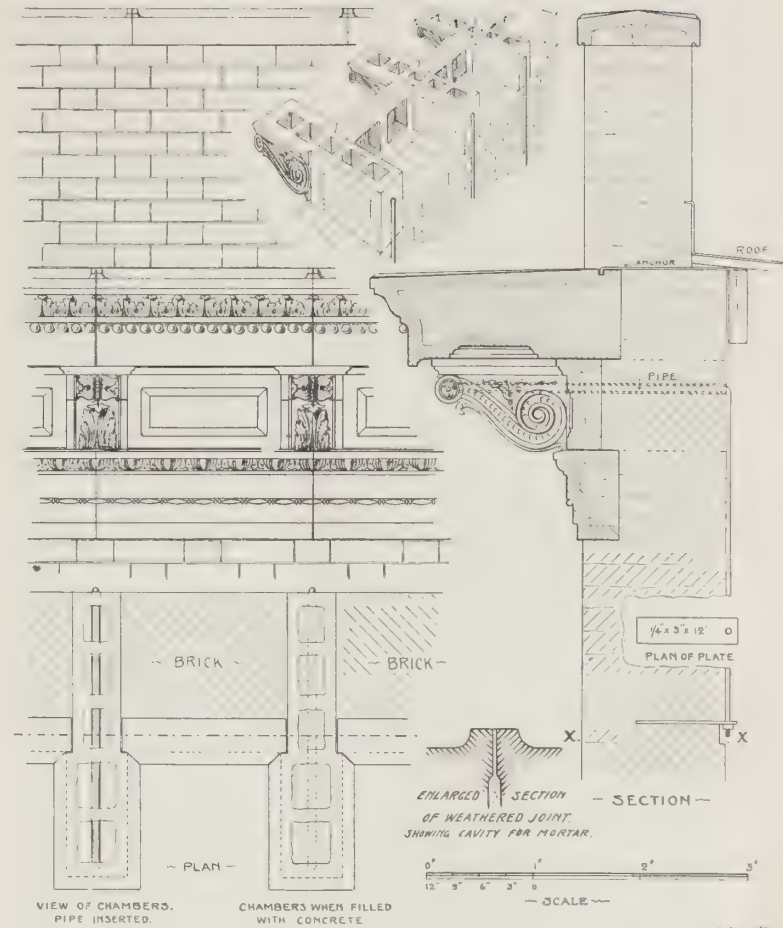 ROOF
ANCHOR
PIPE
¼" x 3" x 12"
PLAN OF PLATE
~ BRICK ~
~ BRICK ~
X
X
ENLARGED SECTION
OF WEATHERED JOINT.
SHOWING CAVITY FOR MORTAR.
- SECTION -
- PLAN -
0" 1" 2" 3"
12" 9" 6" 3" 0
- SCALE -
VIEW OF CHAMBERS.
PIPE INSERTED.
CHAMBERS WHEN FILLED
WITH CONCRETE